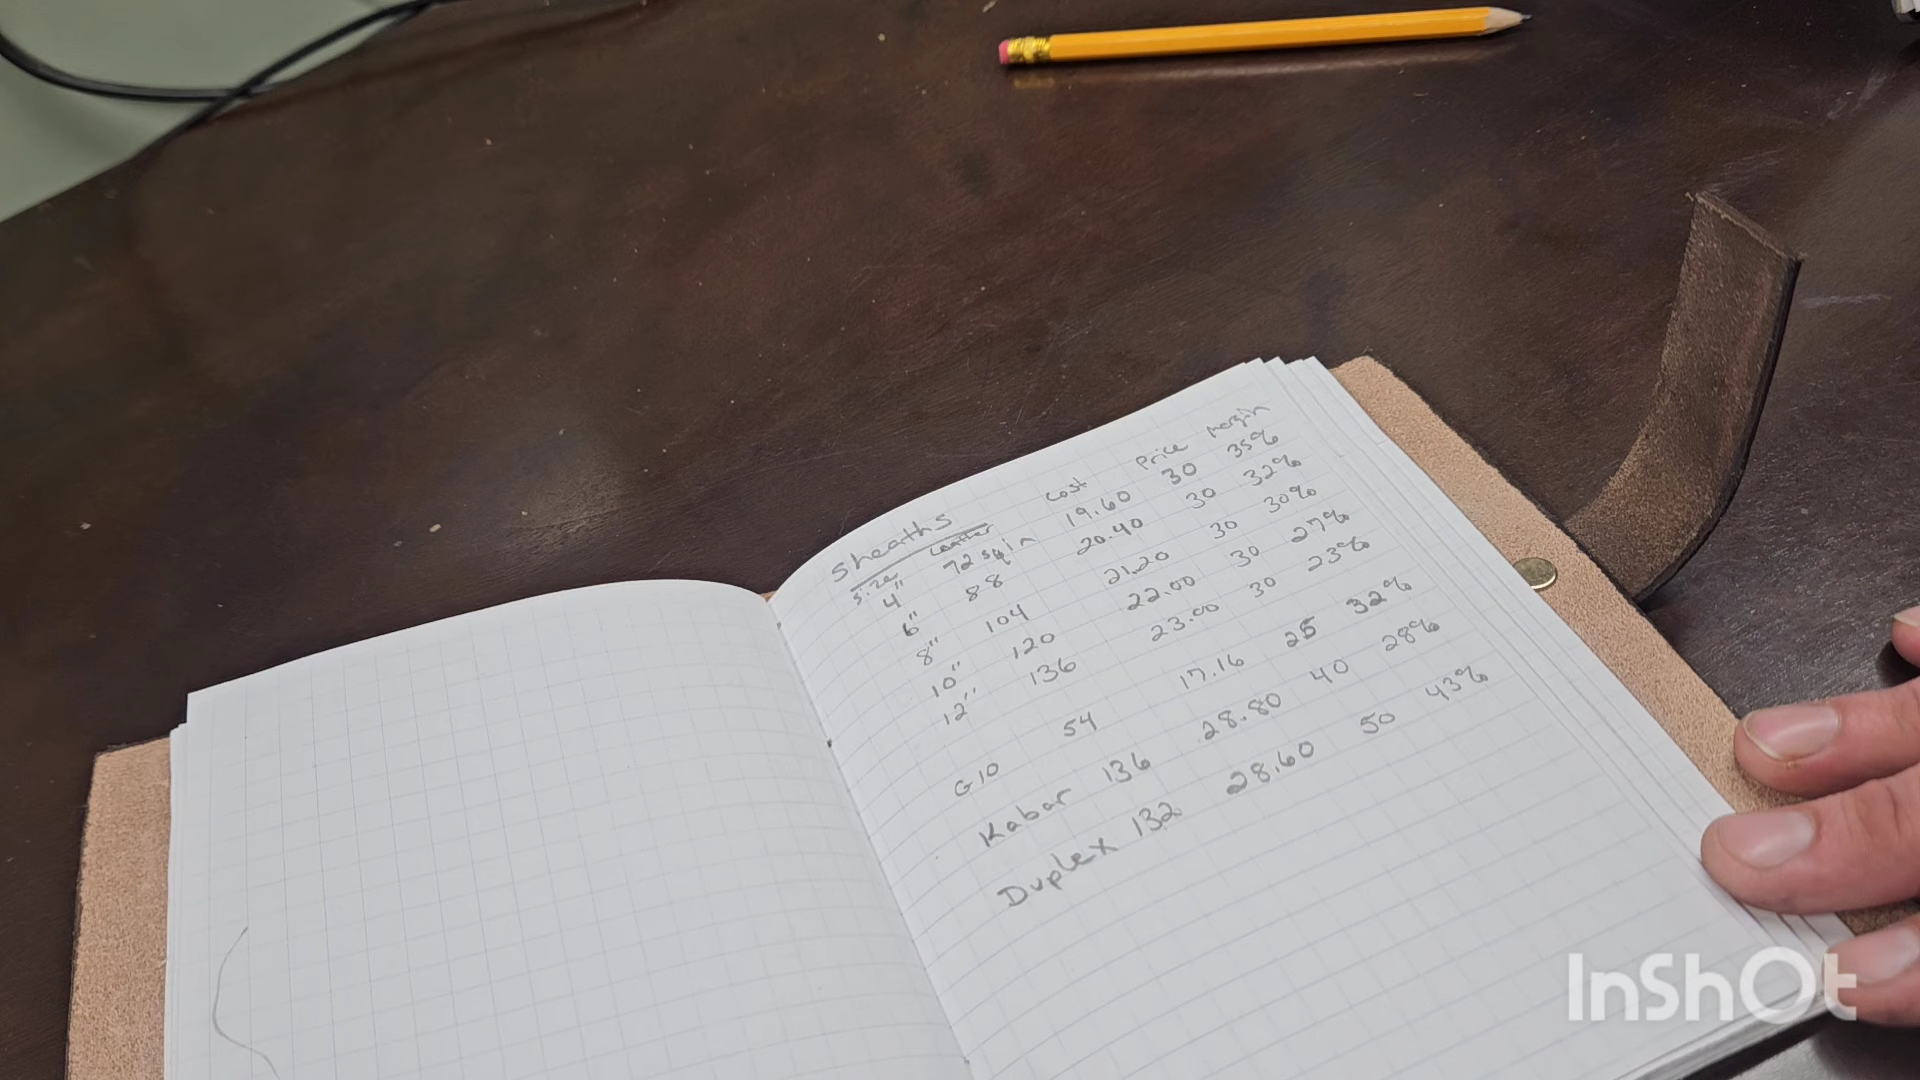 Sheaths
Size Leather Cost Price Margin
4" 72 sq in 19.60 30 35%
6" 88 20.40 30 32%
8" 104 21.20 30 30%
10" 120 22.00 30 27%
12" 136 23.00 30 23%
G10 54 17.16 25 32%
Kabar 136 28.80 40 28%
Duplex 132 28.60 50 43%
InShOt